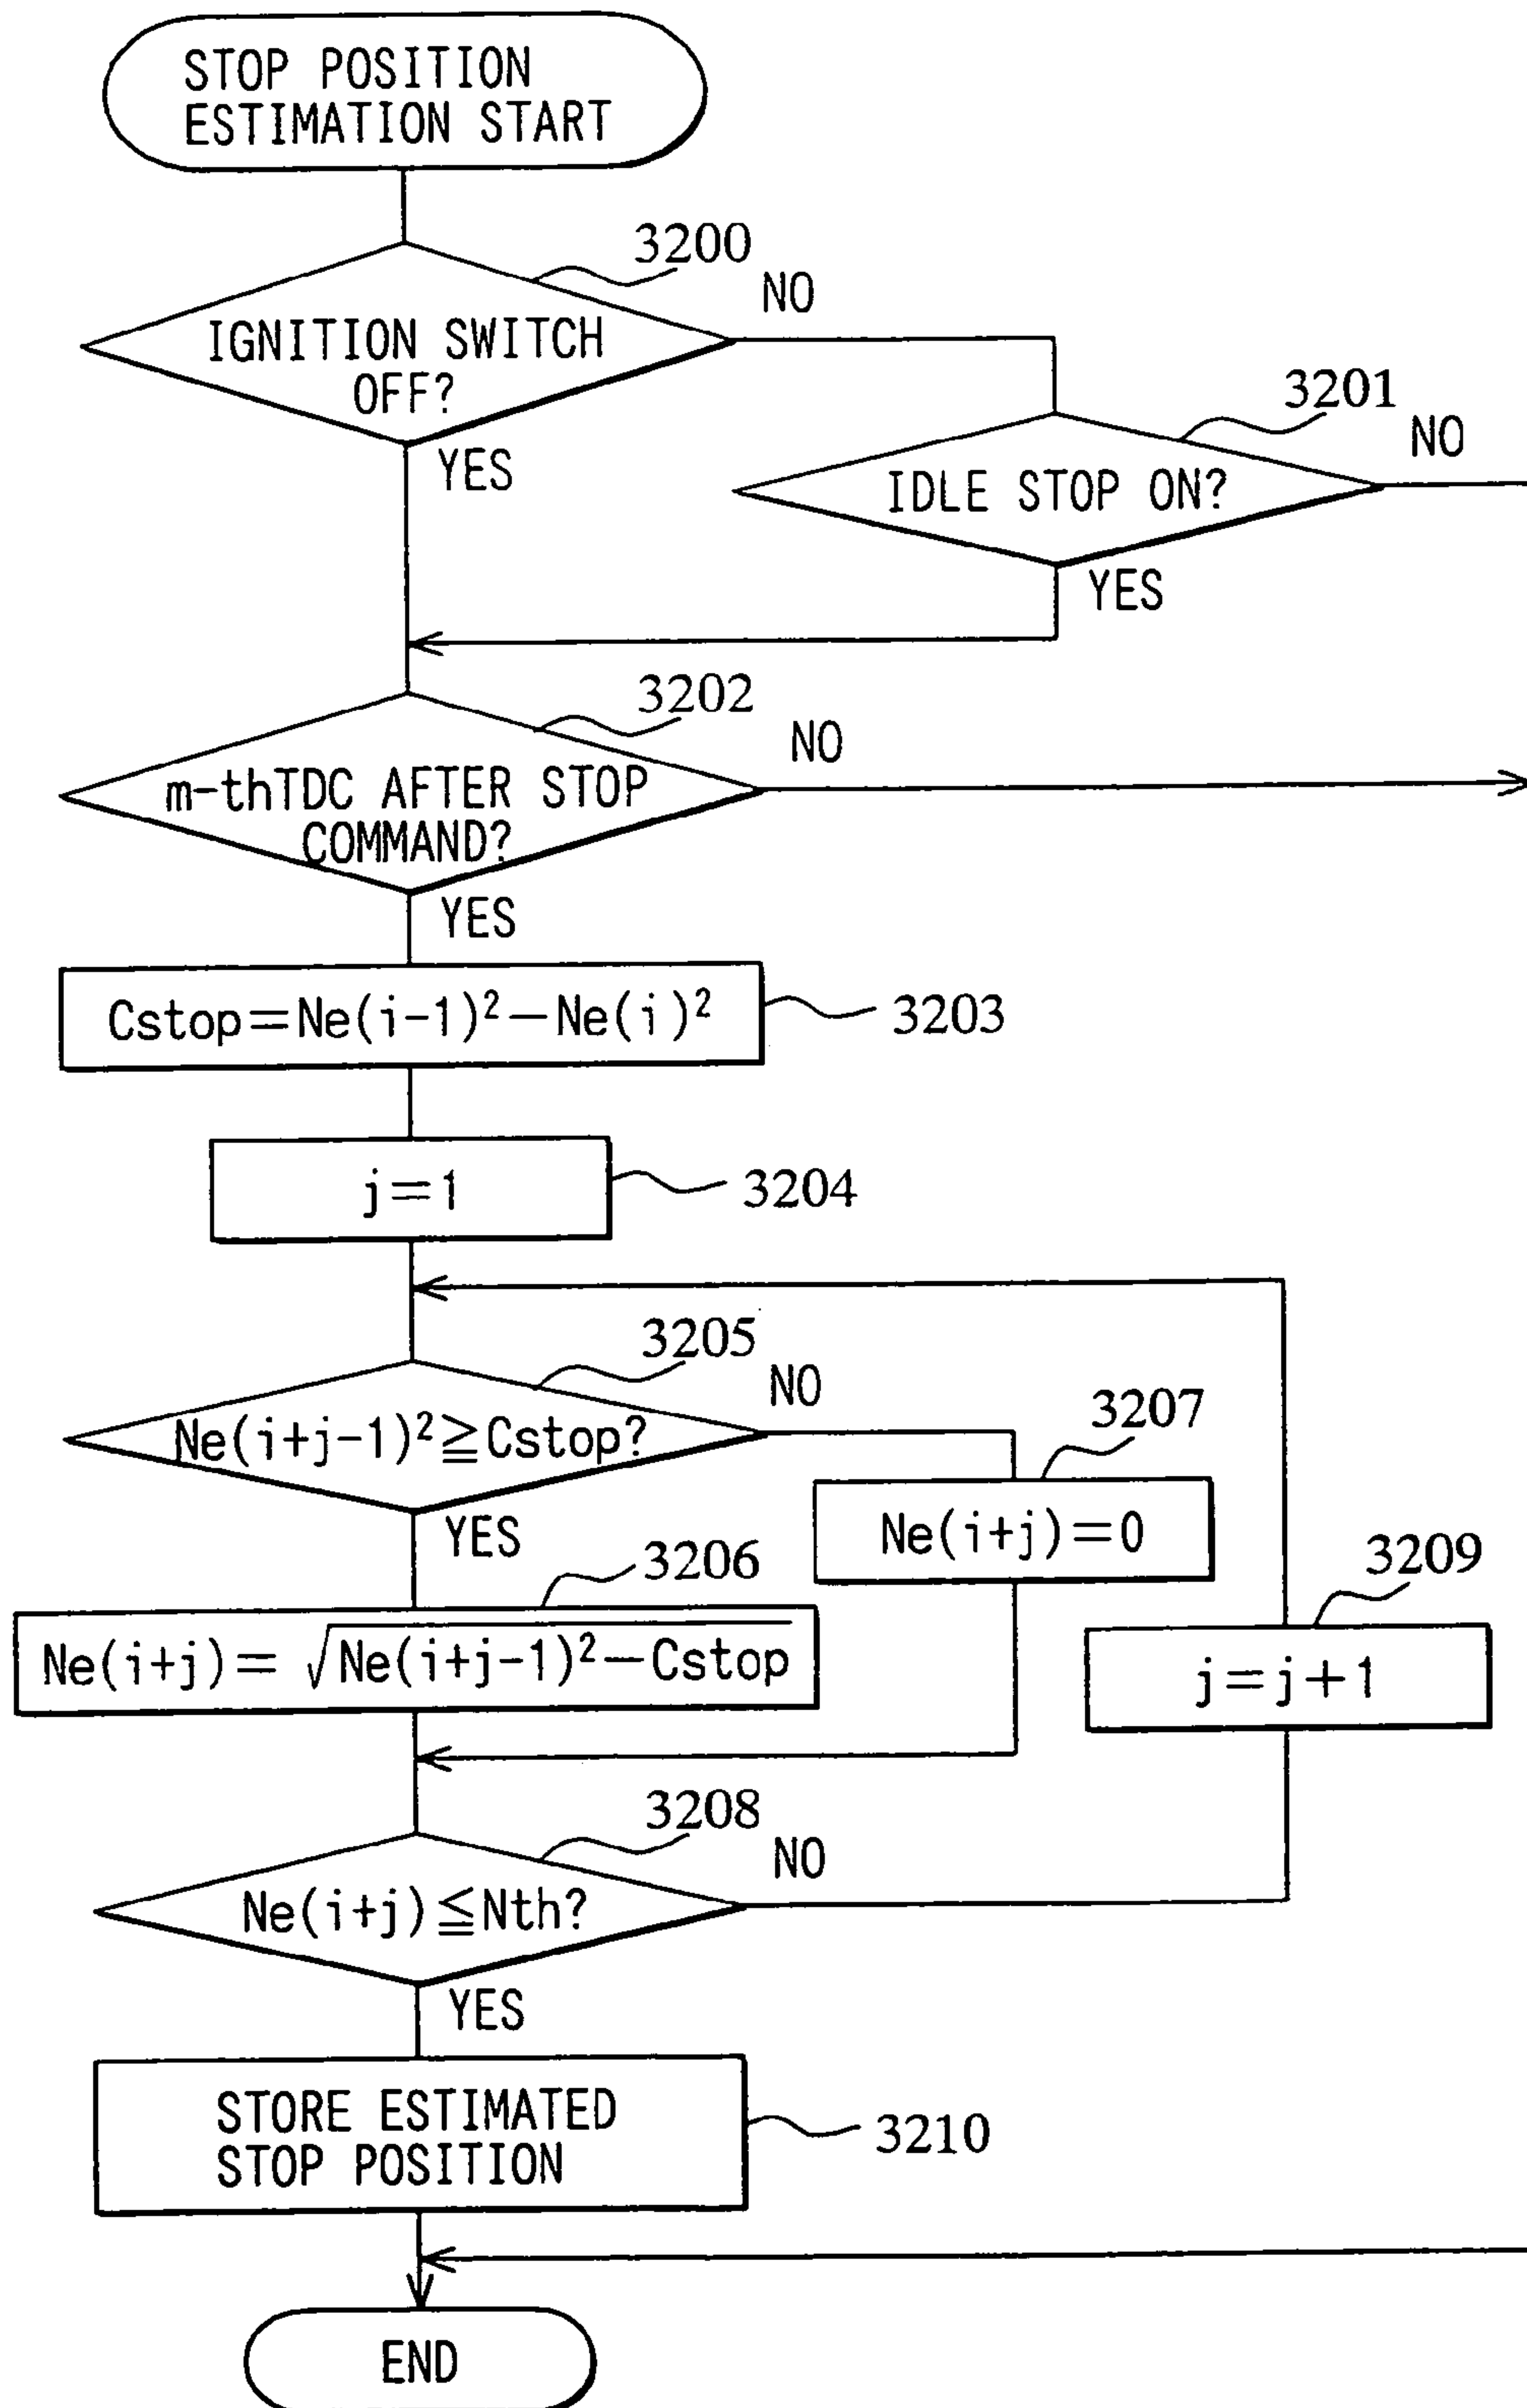 STOP POSITION
ESTIMATION START
3200
NO
IGNITION SWITCH
OFF?
YES
3201
NO
IDLE STOP ON?
YES
3202
NO
m-thTDC AFTER STOP
COMMAND?
YES
Cstop=Ne(i-1)²-Ne(i)²
3203
j=1
3204
3205
NO
Ne(i+j-1)²≧Cstop?
YES
3207
Ne(i+j)=0
3206
Ne(i+j)= √Ne(i+j-1)²-Cstop
3209
j=j+1
3208
NO
Ne(i+j)≦Nth?
YES
STORE ESTIMATED
STOP POSITION
3210
END